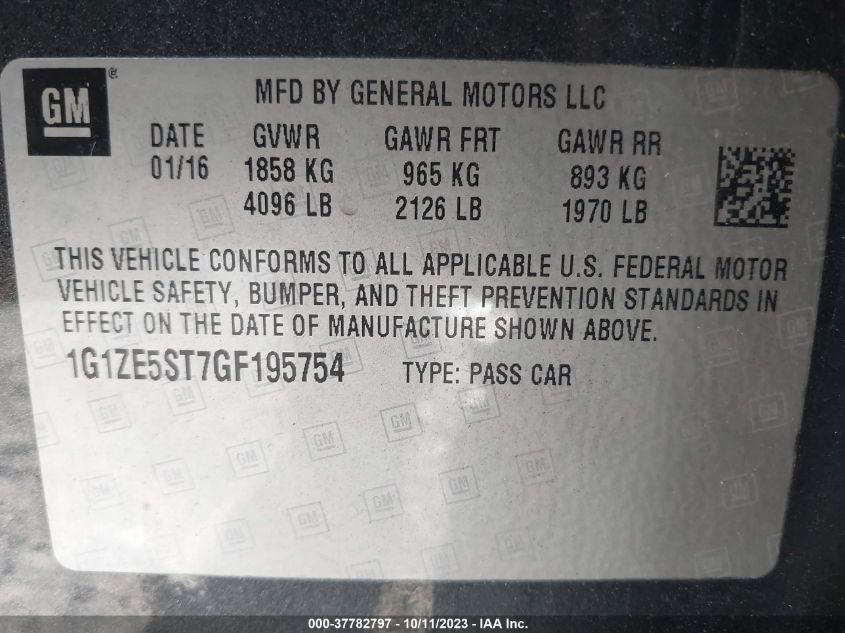 GM®
MFD BY GENERAL MOTORS LLC
DATE GVWR GAWR FRT GAWR RR
01/16 1858 KG 965 KG 893 KG
4096 LB 2126 LB 1970 LB
THIS VEHICLE CONFORMS TO ALL APPLICABLE U.S. FEDERAL MOTOR
VEHICLE SAFETY, BUMPER, AND THEFT PREVENTION STANDARDS IN
EFFECT ON THE DATE OF MANUFACTURE SHOWN ABOVE.
1G1ZE5ST7GF195754 TYPE: PASS CAR
000-37782797 - 10/11/2023 - IAA Inc.